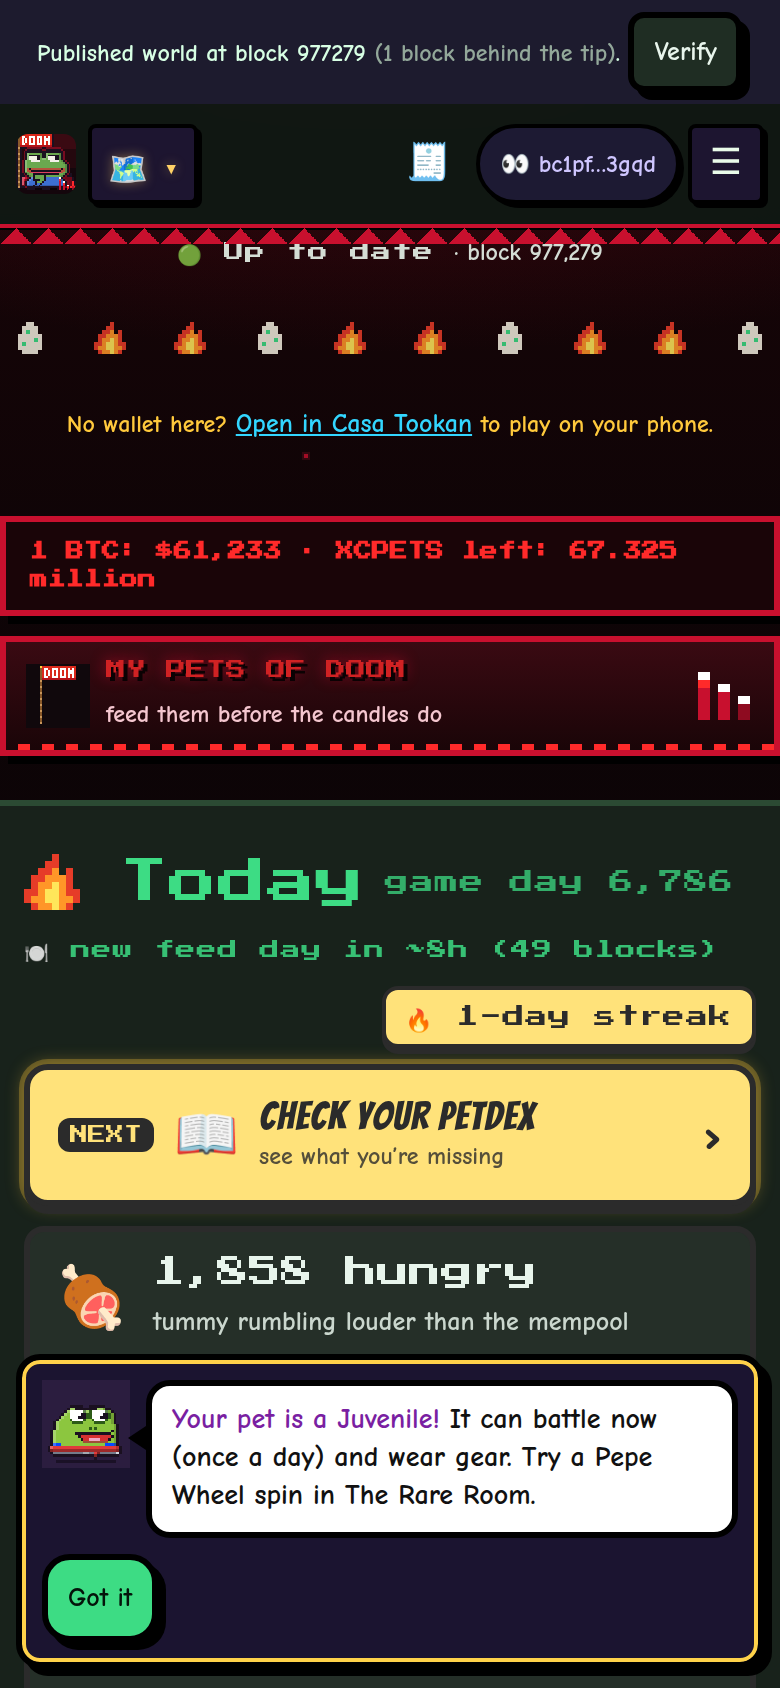 Published world at block 977279 (1 block behind the tip).
Verify
DOOM
bc1pf...3gqd
Up to date · block 977,279
No wallet here? Open in Casa Tookan to play on your phone.
1 BTC: $61,233 · XCPETS left: 67.325
million
DOOM
MY PETS OF DOOM
feed them before the candles do
Today game day 6,786
new feed day in ~8h (49 blocks)
1-day streak
NEXT
CHECK YOUR PETDEX
see what you're missing
1,858 hungry
tummy rumbling louder than the mempool
Your pet is a Juvenile! It can battle now
(once a day) and wear gear. Try a Pepe
Wheel spin in The Rare Room.
Got it